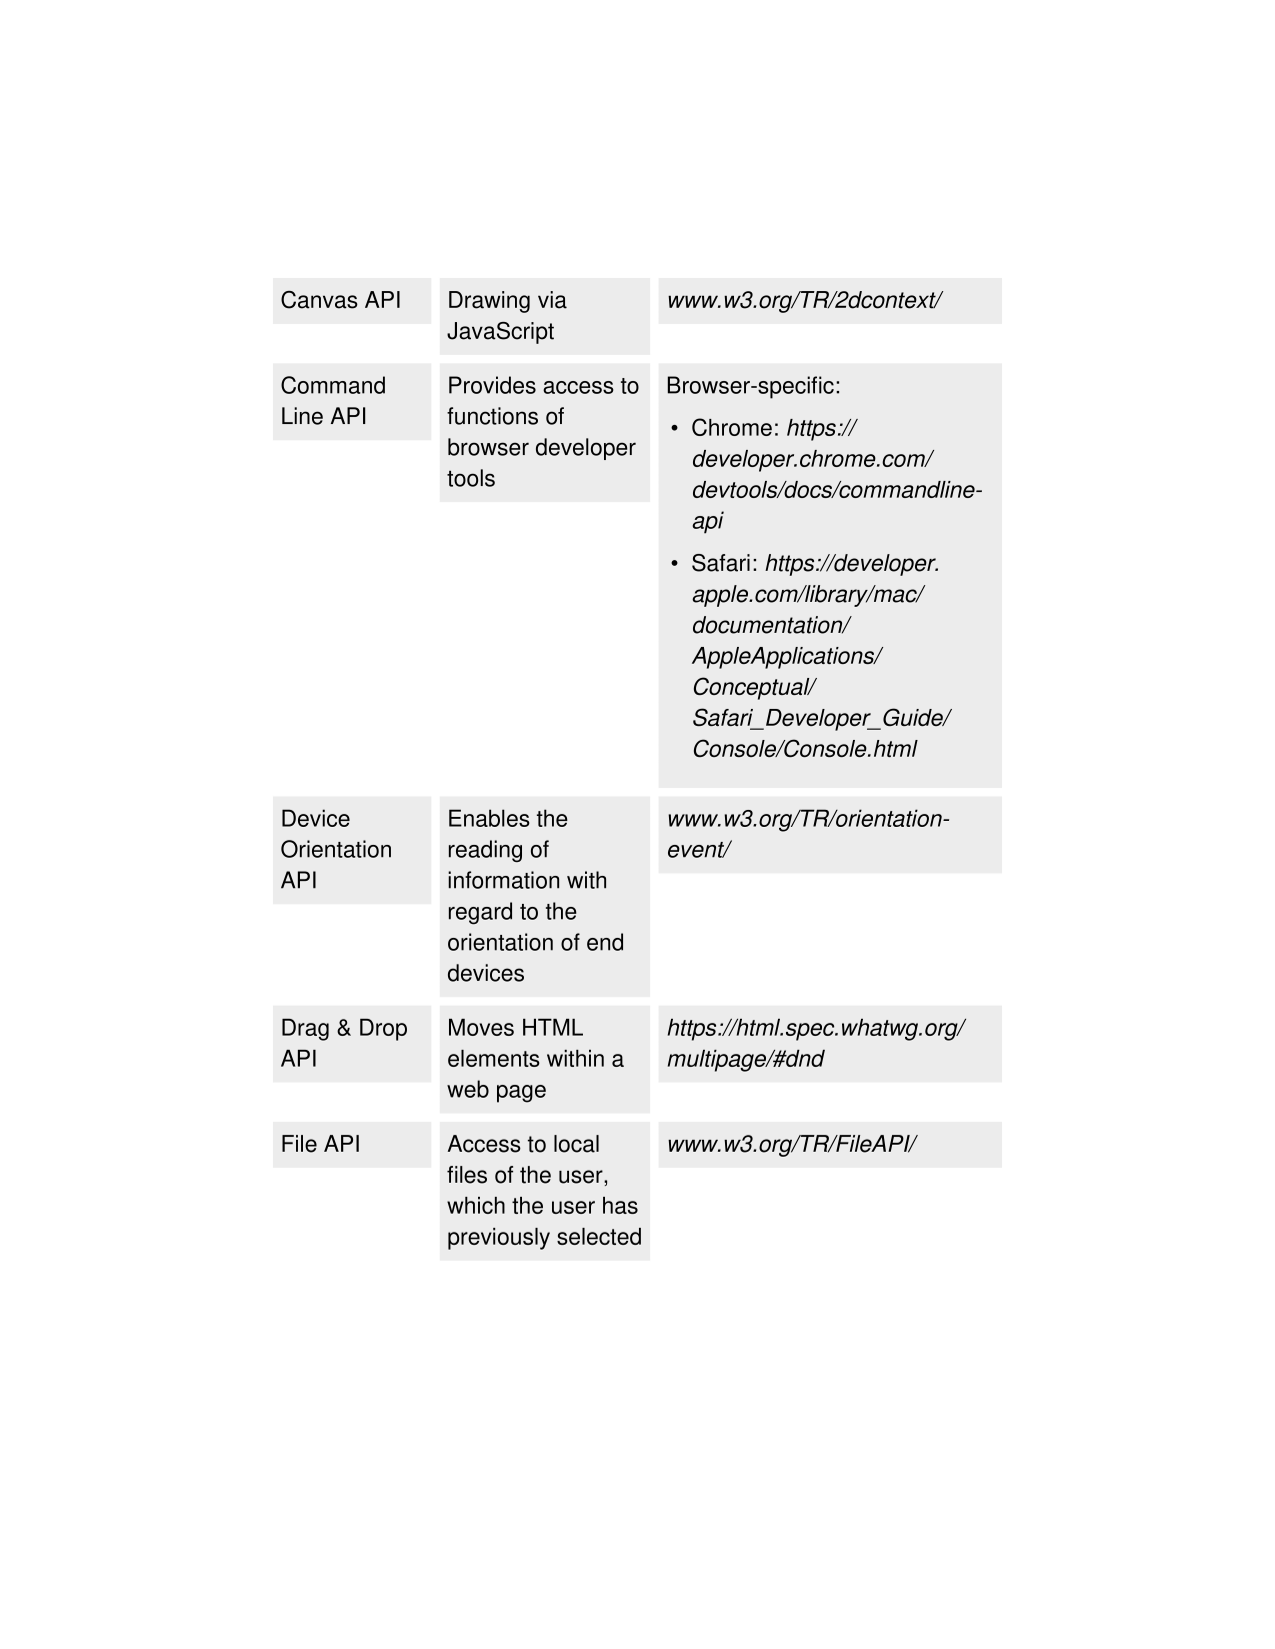 Canvas API
Drawing via
JavaScript
www.w3.org/TR/2dcontext/
Command
Line API
Provides access to
functions of
browser developer
tools
Browser-specific:
• Chrome: https://
developer.chrome.com/
devtools/docs/commandline-
api
• Safari: https://developer.
apple.com/library/mac/
documentation/
AppleApplications/
Conceptual/
Safari_Developer_Guide/
Console/Console.html
Device
Orientation
API
Enables the
reading of
information with
regard to the
orientation of end
devices
www.w3.org/TR/orientation-
event/
Drag & Drop
API
Moves HTML
elements within a
web page
https://html.spec.whatwg.org/
multipage/#dnd
File API
Access to local
files of the user,
which the user has
previously selected
www.w3.org/TR/FileAPI/